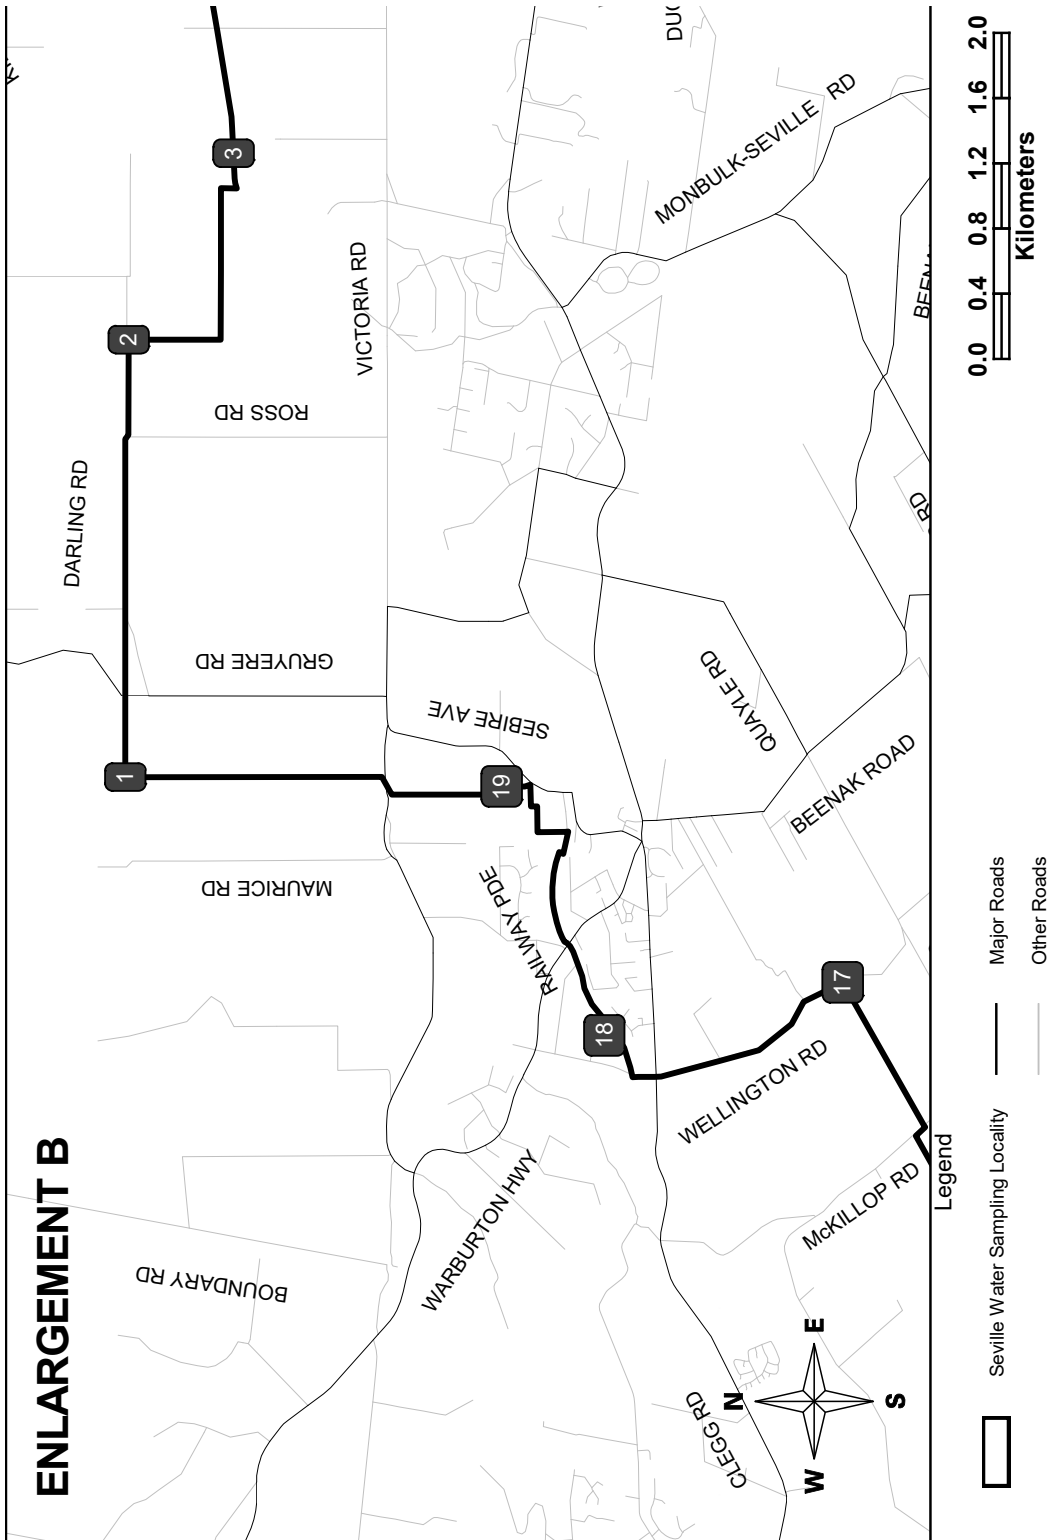 ENLARGEMENT B
DARLING RD
1
2
3
GRUYERE RD
ROSS RD
MAURICE RD
BOUNDARY RD
VICTORIA RD
SEBIRE AVE
19
RAILWAY PDE
WARBURTON HWY
18
MONBULK-SEVILLE RD
QUAYLE RD
WELLINGTON RD
17
BEENAK ROAD
McKILLOP RD
CLEGG RD
RD
N
W
E
S
Legend
Seville Water Sampling Locality
Major Roads
Other Roads
0.0 0.4 0.8 1.2 1.6 2.0
Kilometers